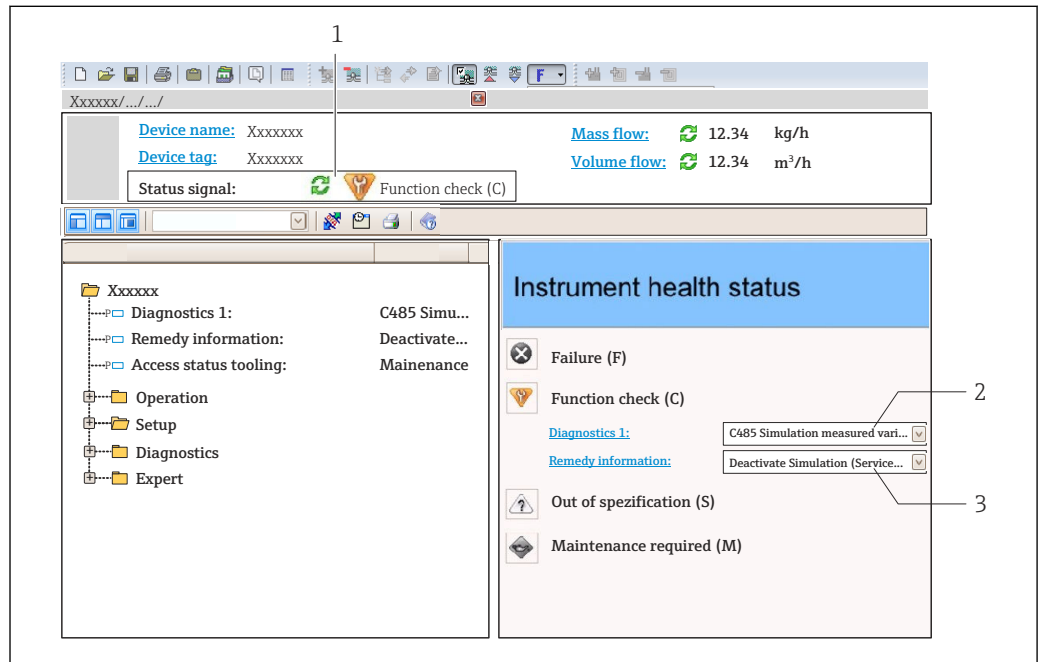 1
F
Xxxxxx/.../.../
Device name: Xxxxxxx
Mass flow: 12.34 kg/h
Device tag: Xxxxxxx
Volume flow: 12.34 m³/h
Status signal: Function check (C)
Instrument health status
Xxxxxx
P Diagnostics 1: C485 Simu...
P Remedy information: Deactivate...
P Access status tooling: Mainenance
Operation
Setup
Diagnostics
Expert
Failure (F)
Function check (C)
2
Diagnostics 1: C485 Simulation measured vari...
Remedy information: Deactivate Simulation (Service...
Out of spezification (S)
3
Maintenance required (M)